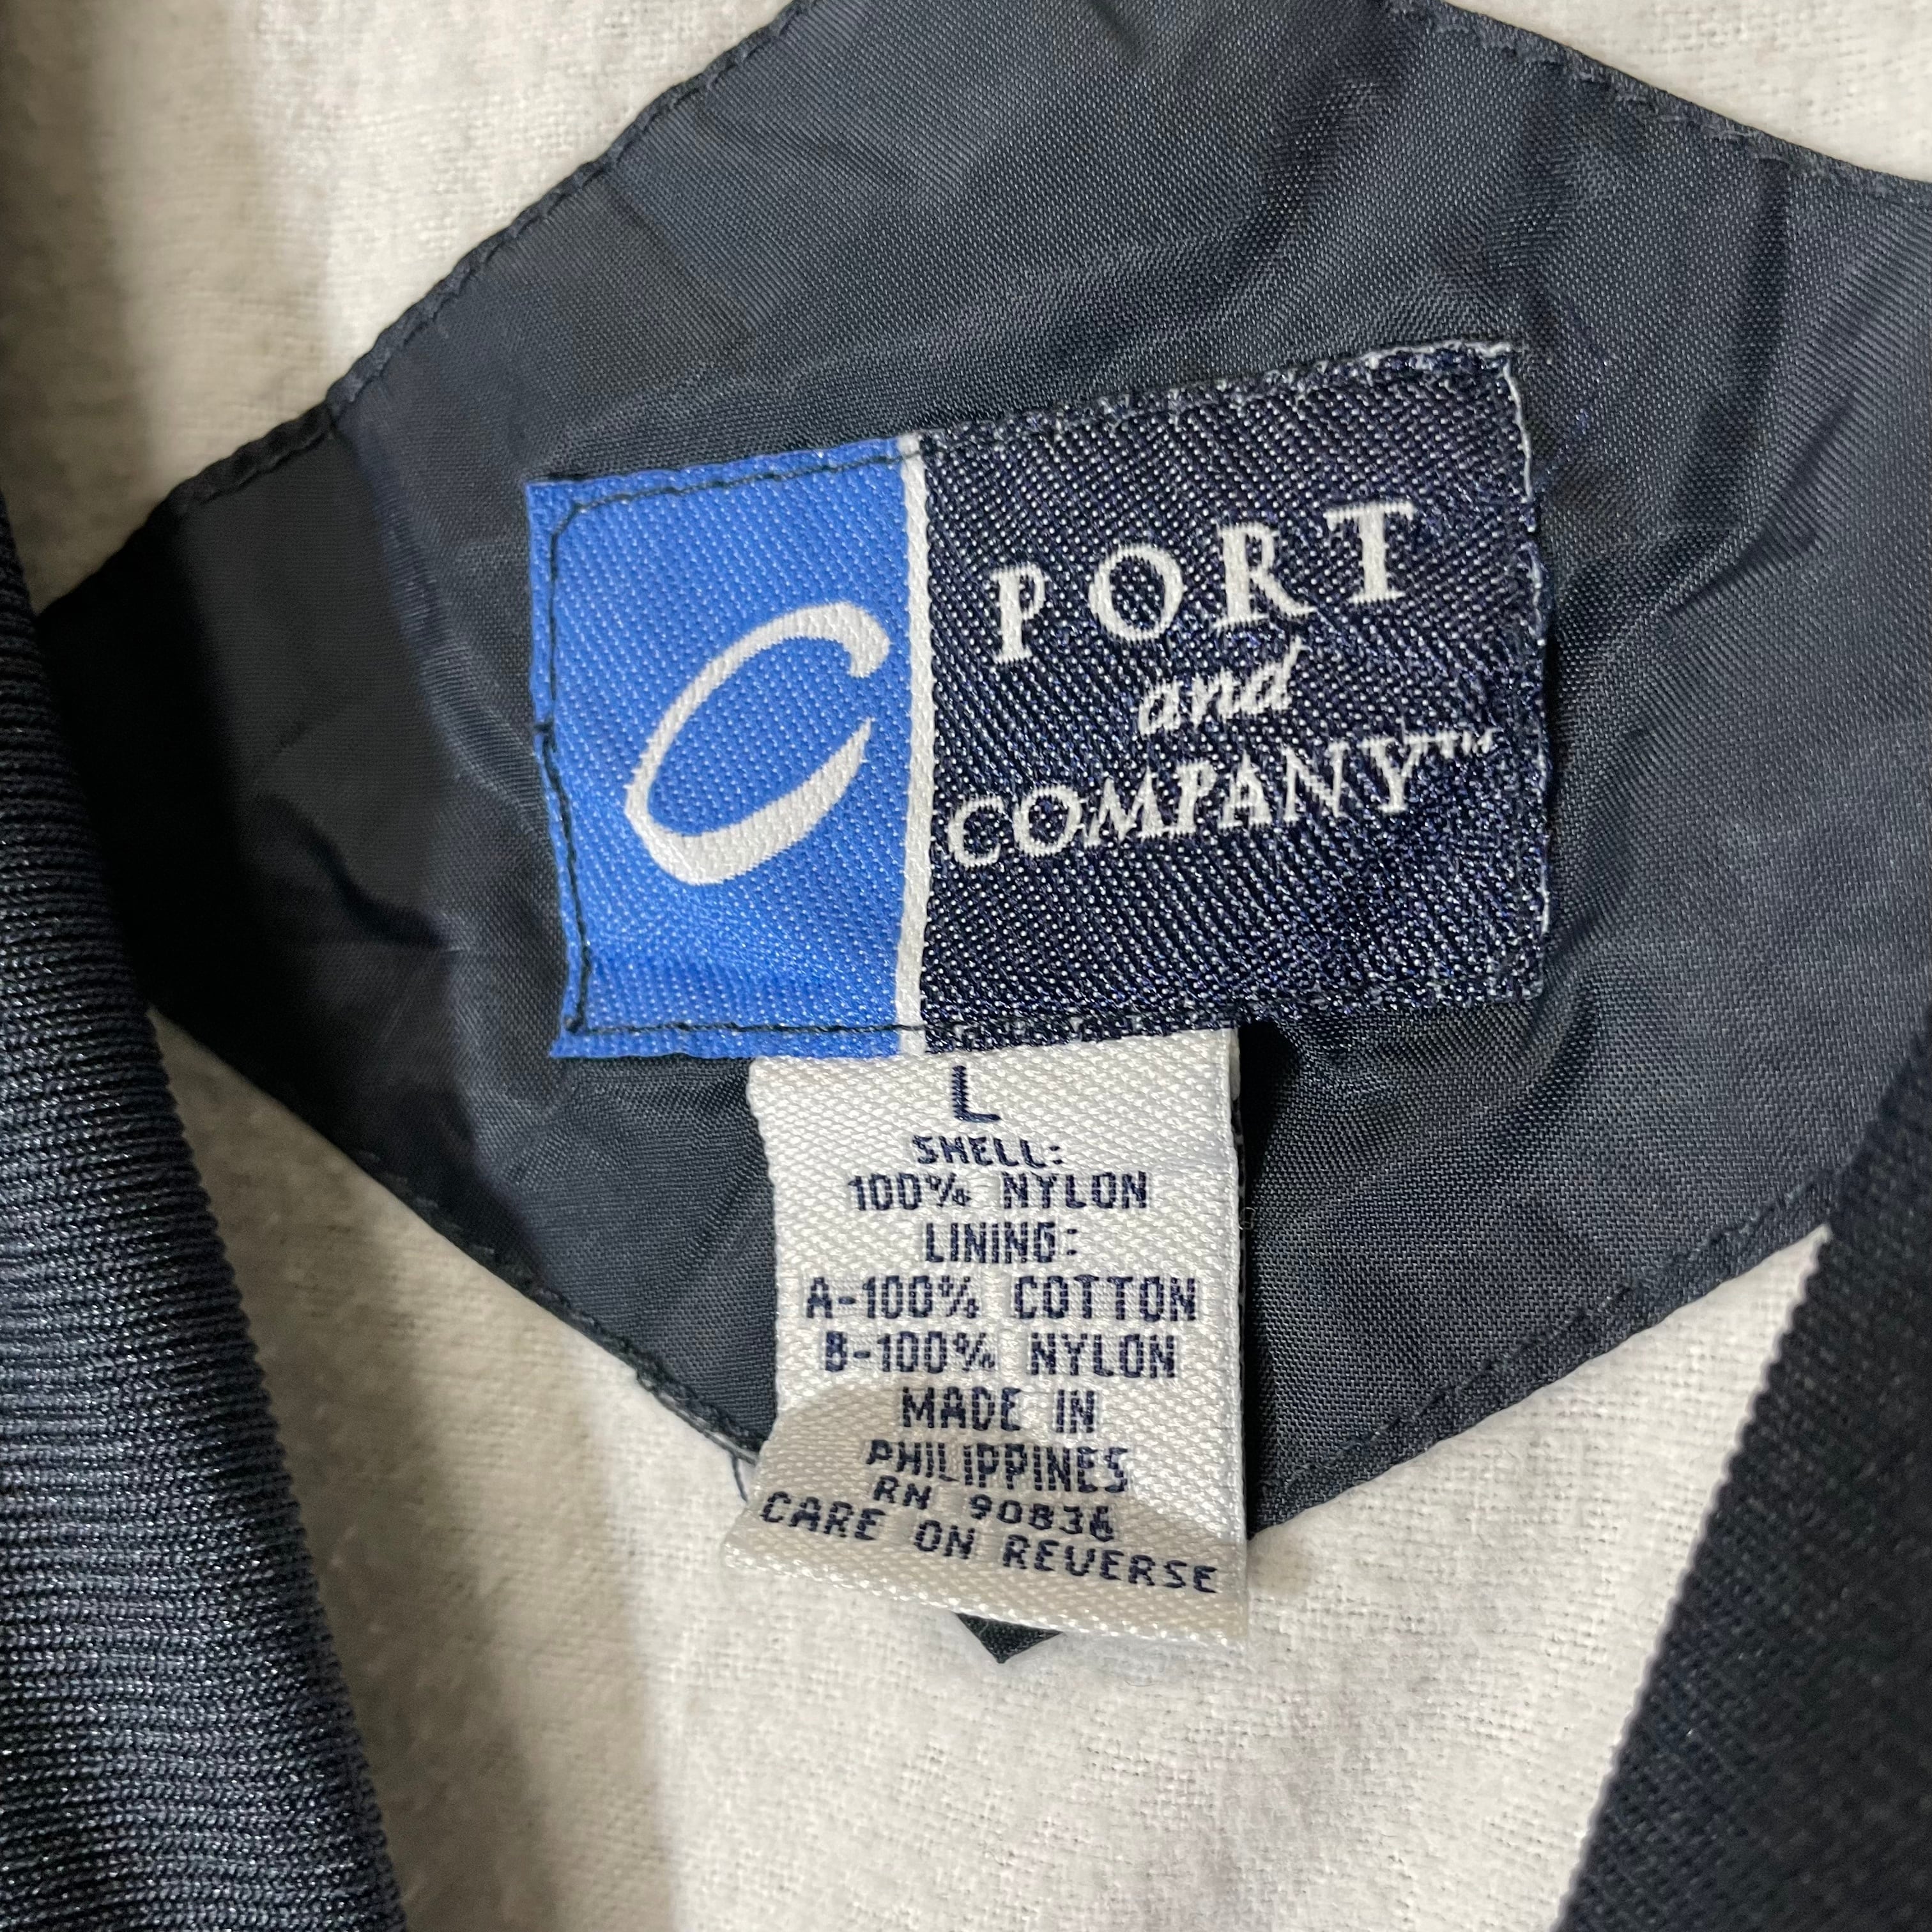 C
PORT
and
COMPANY™
L
SHELL:
100% NYLON
LINING:
A-100% COTTON
B-100% NYLON
MADE IN
PHILIPPINES
RN 90836
CARE ON REVERSE